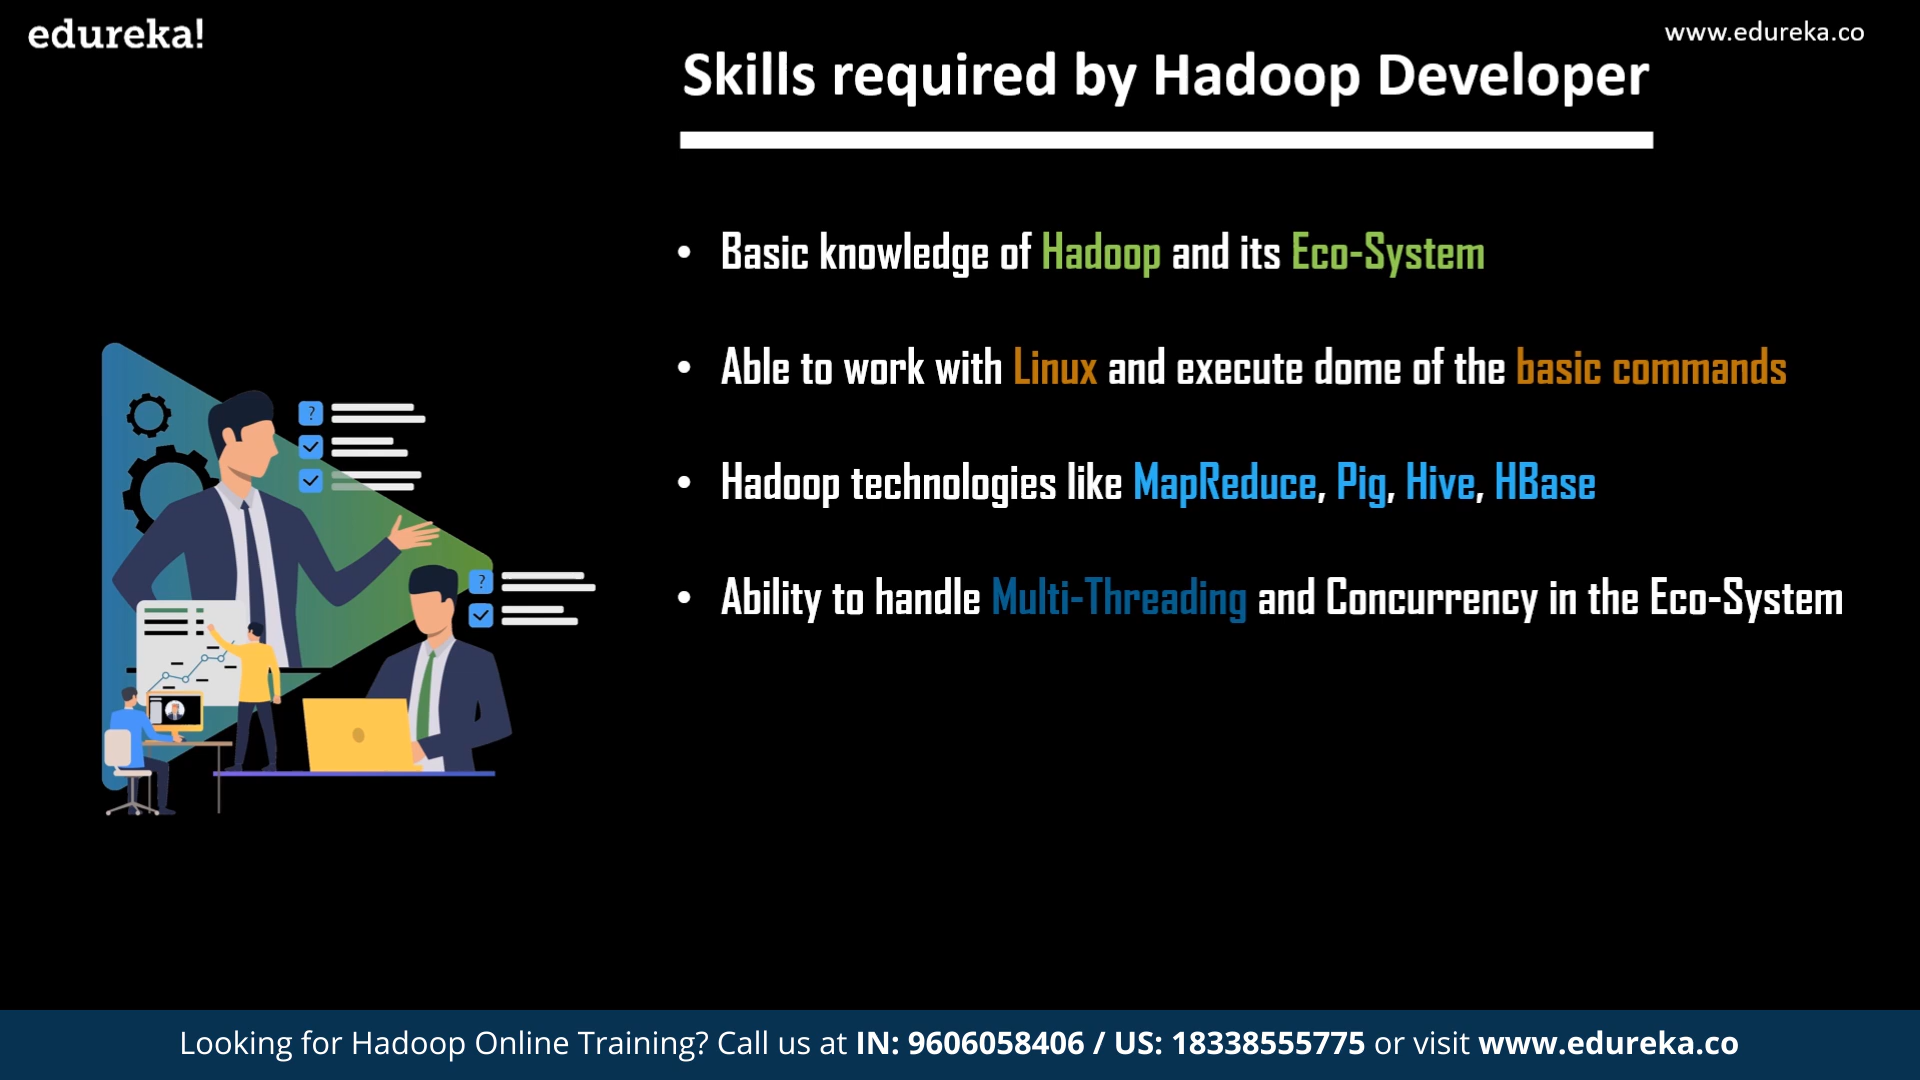 edureka!
www.edureka.co
Skills required by Hadoop Developer
• Basic knowledge of Hadoop and its Eco-System
• Able to work with Linux and execute dome of the basic commands
• Hadoop technologies like MapReduce, Pig, Hive, HBase
• Ability to handle Multi-Threading and Concurrency in the Eco-System
?
?
Looking for Hadoop Online Training? Call us at IN: 9606058406 / US: 18338555775 or visit www.edureka.co